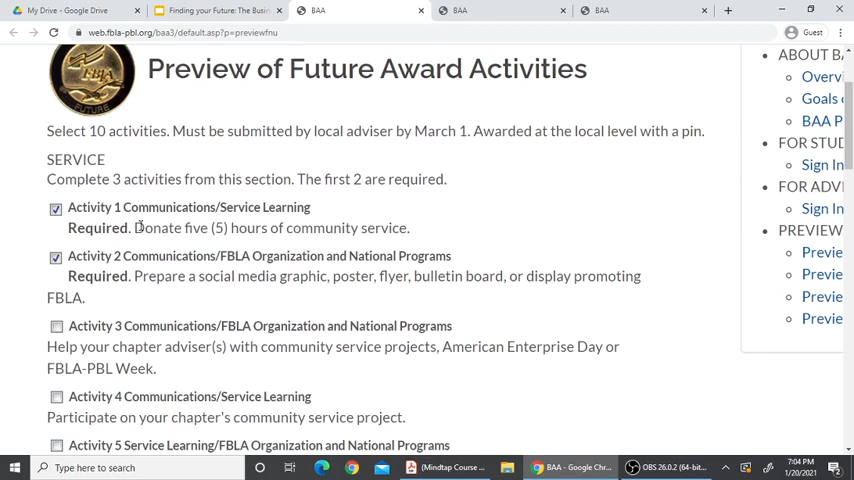 My Drive - Google Drive
Finding your Future: The Busin
BAA
BAA
BAA
web.fbla-pbl.org/baa3/default.asp?p=previewfnu
Guest
FBLA
FUTURE
Preview of Future Award Activities
Select 10 activities. Must be submitted by local adviser by March 1. Awarded at the local level with a pin.
SERVICE
Complete 3 activities from this section. The first 2 are required.
Activity 1 Communications/Service Learning
Required. Donate five (5) hours of community service.
Activity 2 Communications/FBLA Organization and National Programs
Required. Prepare a social media graphic, poster, flyer, bulletin board, or display promoting
FBLA.
Activity 3 Communications/FBLA Organization and National Programs
Help your chapter adviser(s) with community service projects, American Enterprise Day or
FBLA-PBL Week.
Activity 4 Communications/Service Learning
Participate on your chapter's community service project.
Activity 5 Service Learning/FBLA Organization and National Programs
ABOUT BA
Overvi
Goals o
BAA P
FOR STUD
Sign In
FOR ADV
Sign In
PREVIEW
Previe
Previe
Previe
Previe
Type here to search
(Mindtap Course ...
BAA - Google Chr...
OBS 26.0.2 (64-bit...
7:04 PM
1/20/2021
2